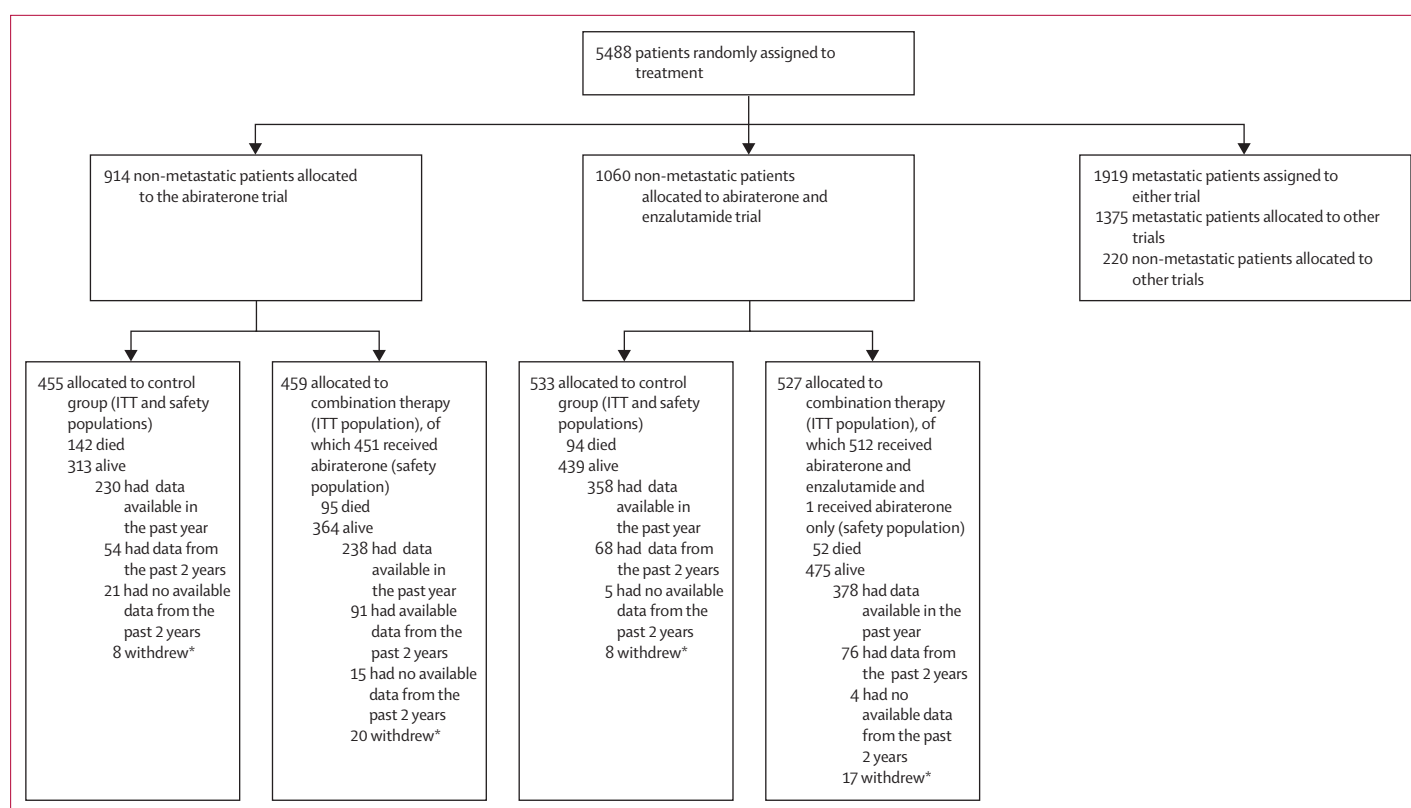 5488 patients randomly assigned to
treatment
914 non-metastatic patients allocated
to the abiraterone trial
1060 non-metastatic patients
allocated to abiraterone and
enzalutamide trial
1919 metastatic patients assigned to
either trial
1375 metastatic patients allocated to other
trials
220 non-metastatic patients allocated to
other trials
455 allocated to control
group (ITT and safety
populations)
142 died
313 alive
230 had data
available in
the past year
54 had data from
the past 2 years
21 had no available
data from the
past 2 years
8 withdrew*
459 allocated to
combination therapy
(ITT population), of
which 451 received
abiraterone (safety
population)
95 died
364 alive
238 had data
available in
the past year
91 had available
data from the
past 2 years
15 had no available
data from the
past 2 years
20 withdrew*
533 allocated to control
group (ITT and safety
populations)
94 died
439 alive
358 had data
available in
the past year
68 had data from
the past 2 years
5 had no available
data from the
past 2 years
8 withdrew*
527 allocated to
combination therapy
(ITT population), of
which 512 received
abiraterone and
enzalutamide and
1 received abiraterone
only (safety population)
52 died
475 alive
378 had data
available in the
past year
76 had data from
the past 2 years
4 had no
available data
from the past
2 years
17 withdrew*